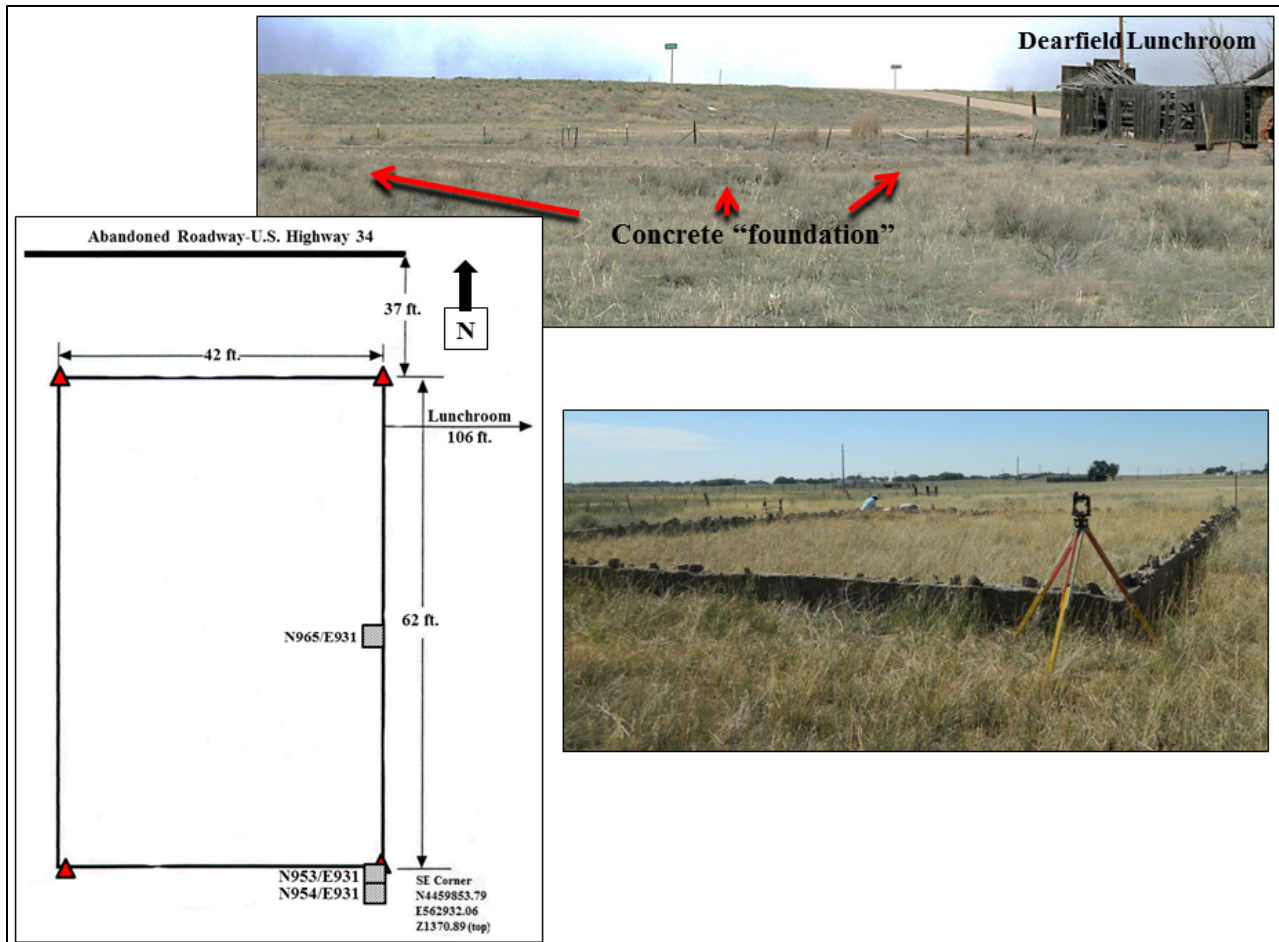 Dearfield Lunchroom
Concrete “foundation”
Abandoned Roadway-U.S. Highway 34
37 ft.
N
42 ft.
Lunchroom
106 ft.
62 ft.
N965/E931
N953/E931
N954/E931
SE Corner
N4459853.79
E562932.06
Z1370.89 (top)